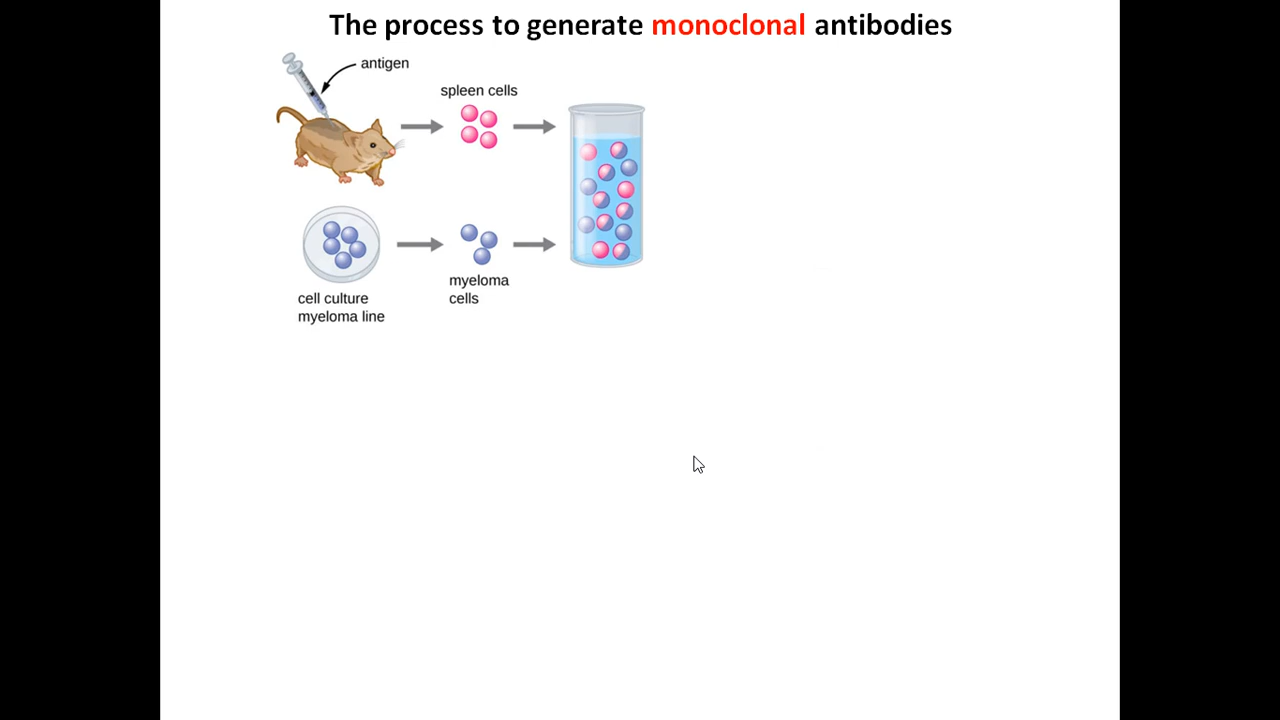 The process to generate monoclonal antibodies
antigen
spleen cells
myeloma
cells
cell culture
myeloma line